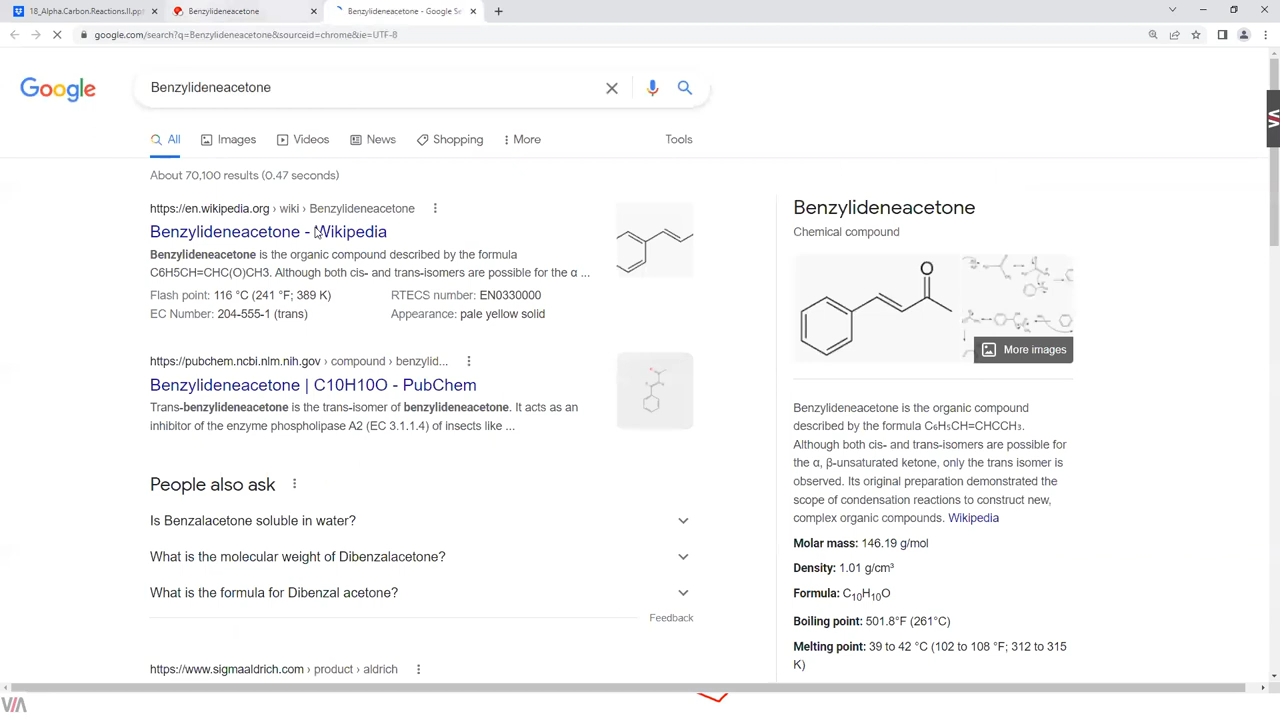 18_Alpha.Carbon.Reactions.II.ppt
Benzylideneacetone
Benzylideneacetone - Google Se
google.com/search?q=Benzylideneacetone&sourceid=chrome&ie=UTF-8
Google
Benzylideneacetone
All
Images
Videos
News
Shopping
More
Tools
About 70,100 results (0.47 seconds)
https://en.wikipedia.org › wiki › Benzylideneacetone
Benzylideneacetone - Wikipedia
Benzylideneacetone is the organic compound described by the formula
C6H5CH=CHC(O)CH3. Although both cis- and trans-isomers are possible for the α ...
Flash point: 116 °C (241 °F; 389 K)
RTECS number: EN0330000
EC Number: 204-555-1 (trans)
Appearance: pale yellow solid
https://pubchem.ncbi.nlm.nih.gov › compound › benzylid...
Benzylideneacetone | C10H10O - PubChem
Trans-benzylideneacetone is the trans-isomer of benzylideneacetone. It acts as an
inhibitor of the enzyme phospholipase A2 (EC 3.1.1.4) of insects like ...
People also ask
Is Benzalacetone soluble in water?
What is the molecular weight of Dibenzalacetone?
What is the formula for Dibenzal acetone?
Feedback
https://www.sigmaaldrich.com › product › aldrich
Benzylideneacetone
Chemical compound
O
More images
Benzylideneacetone is the organic compound
described by the formula C₆H₅CH=CHCCH₃.
Although both cis- and trans-isomers are possible for
the α, β-unsaturated ketone, only the trans isomer is
observed. Its original preparation demonstrated the
scope of condensation reactions to construct new,
complex organic compounds. Wikipedia
Molar mass: 146.19 g/mol
Density: 1.01 g/cm³
Formula: C₁₀H₁₀O
Boiling point: 501.8°F (261°C)
Melting point: 39 to 42 °C (102 to 108 °F; 312 to 315
K)
VIA